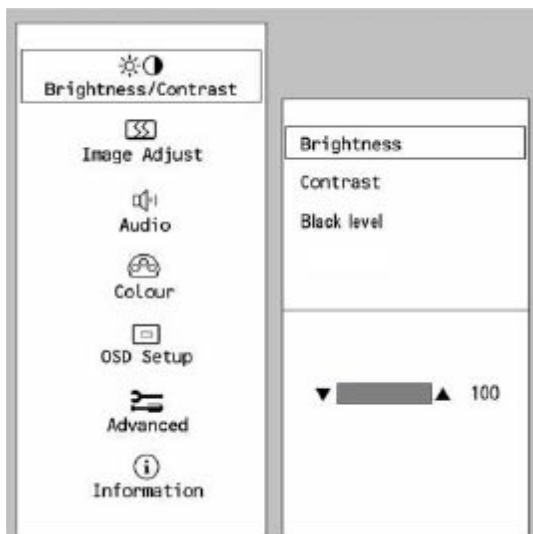 Brightness/Contrast
Image Adjust
Audio
Colour
OSD Setup
Advanced
Information
Brightness
Contrast
Black level
100